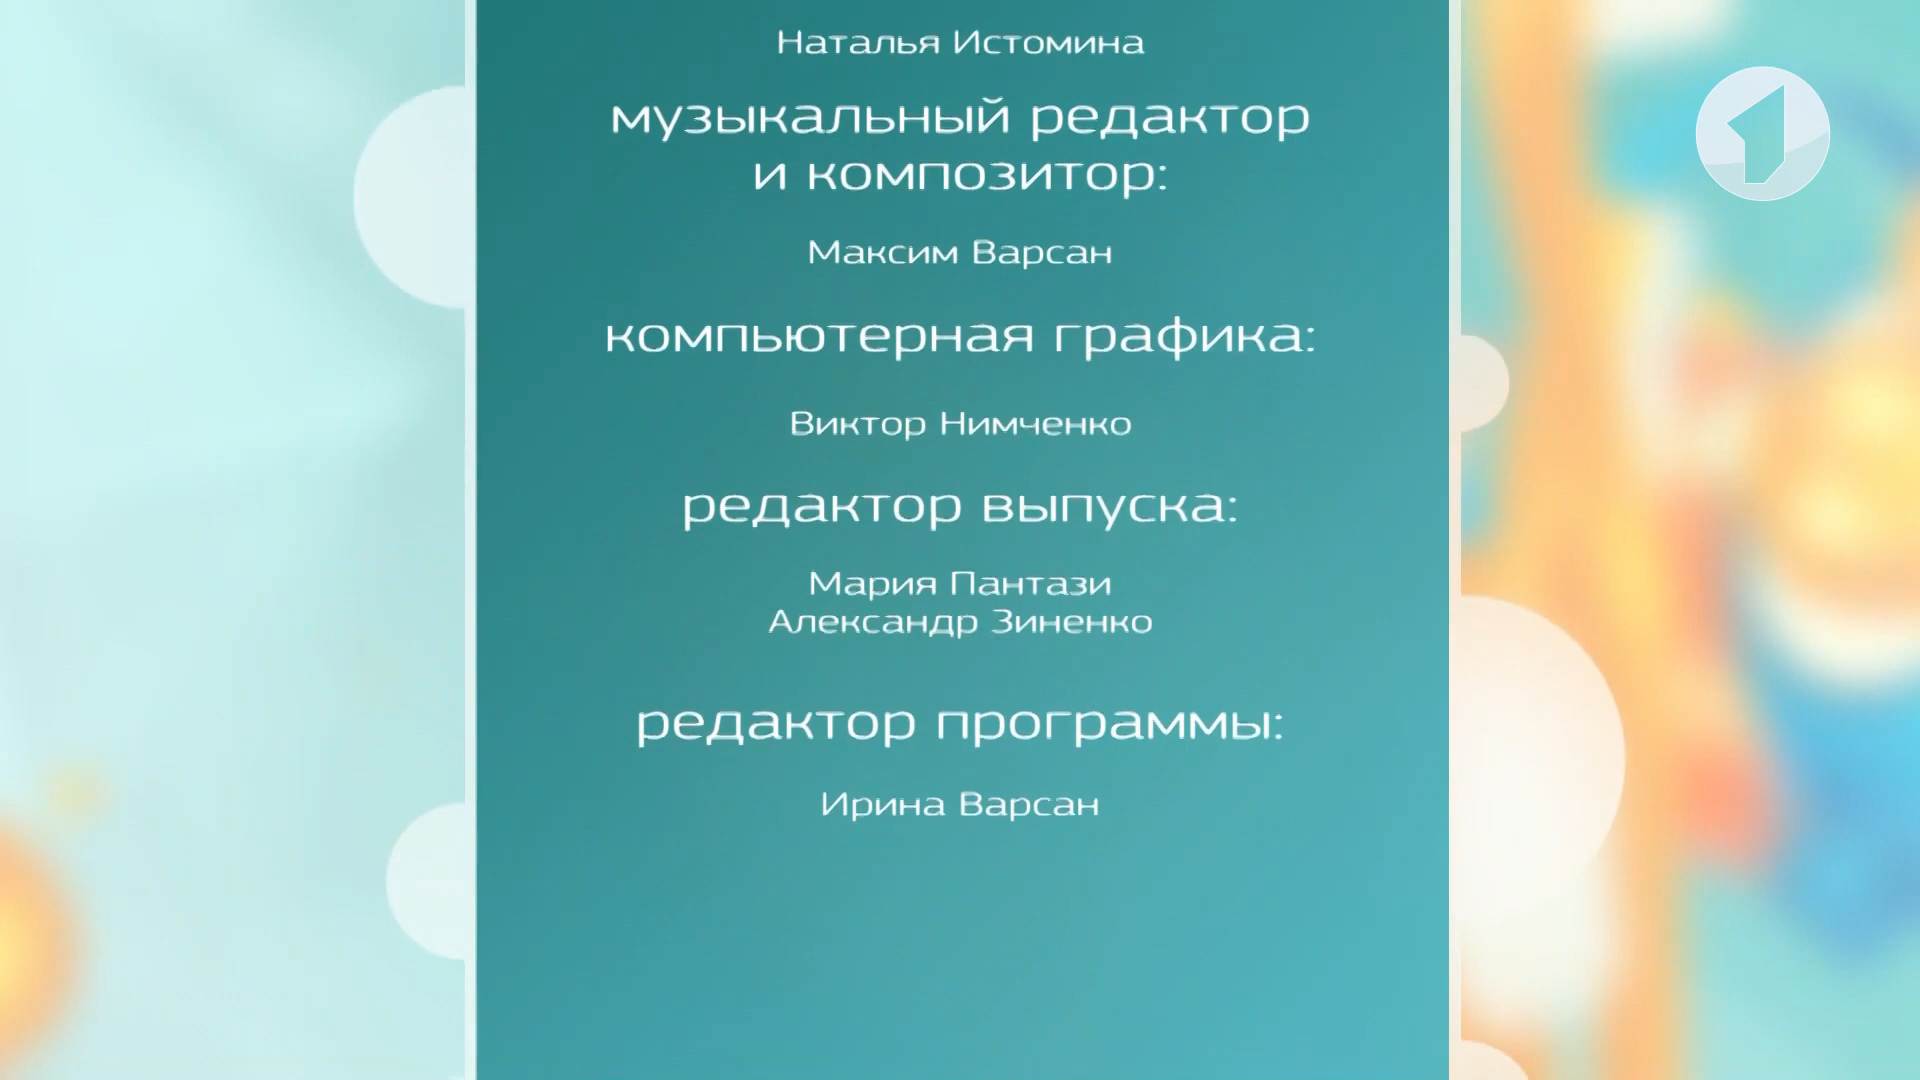 Наталья Истомина
музыкальный редактор
и композитор:
Максим Варсан
компьютерная графика:
Виктор Нимченко
редактор выпуска:
Мария Пантази
Александр Зиненко
редактор программы:
Ирина Варсан